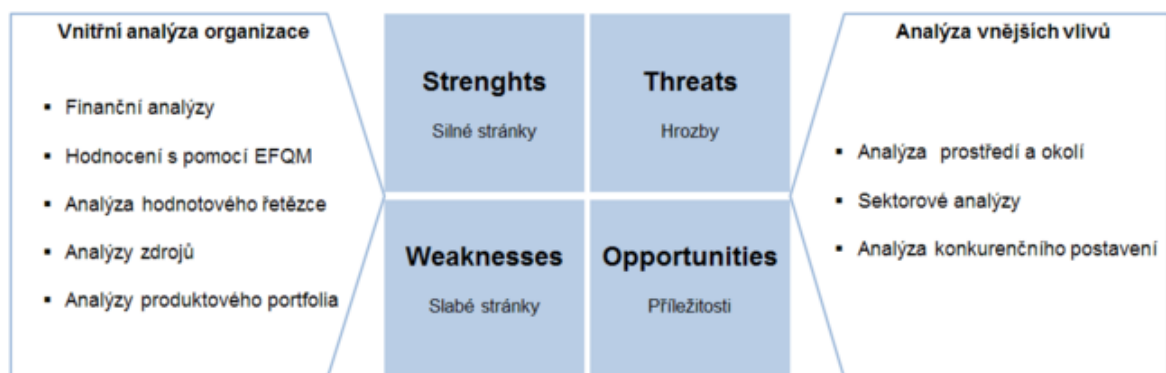 Vnitřní analýza organizace
▪ Finanční analýzy
▪ Hodnocení s pomocí EFQM
▪ Analýza hodnotového řetězce
▪ Analýzy zdrojů
▪ Analýzy produktového portfolia
Strenghts
Silné stránky
Threats
Hrozby
Weaknesses
Slabé stránky
Opportunities
Příležitosti
Analýza vnějších vlivů
▪ Analýza prostředí a okolí
▪ Sektorové analýzy
▪ Analýza konkurenčního postavení